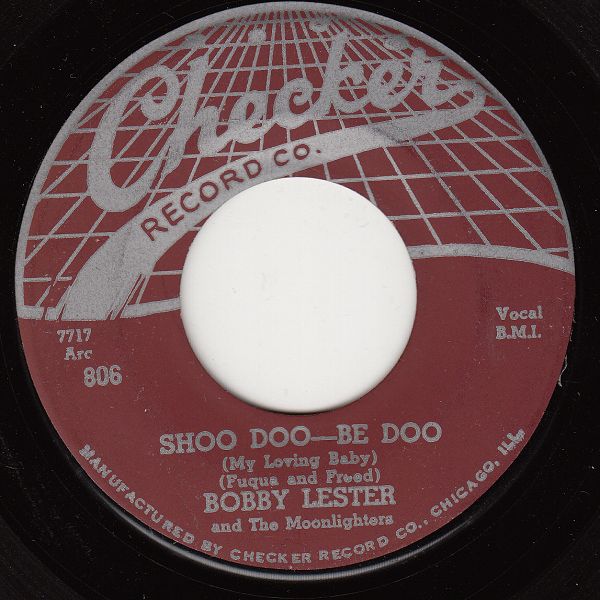 Checker
RECORD CO.
7717
Arc
806
Vocal
B.M.I.
SHOO DOO—BE DOO
(My Loving Baby)
(Fuqua and Freed)
BOBBY LESTER
and The Moonlighters
MANUFACTURED BY CHECKER RECORD CO., CHICAGO, ILL.